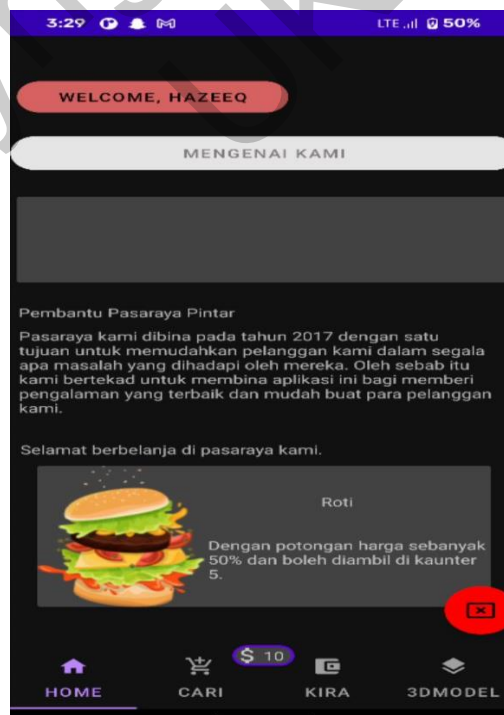 3:29
LTE 50%
WELCOME, HAZEEQ
MENGENAI KAMI
Pembantu Pasaraya Pintar
Pasaraya kami dibina pada tahun 2017 dengan satu
tujuan untuk memudahkan pelanggan kami dalam segala
apa masalah yang dihadapi oleh mereka. Oleh sebab itu
kami bertekad untuk membina aplikasi ini bagi memberi
pengalaman yang terbaik dan mudah buat para pelanggan
kami.
Selamat berbelanja di pasaraya kami.
Roti
Dengan potongan harga sebanyak
50% dan boleh diambil di kaunter
5.
$ 10
HOME
CARI
KIRA
3DMODEL